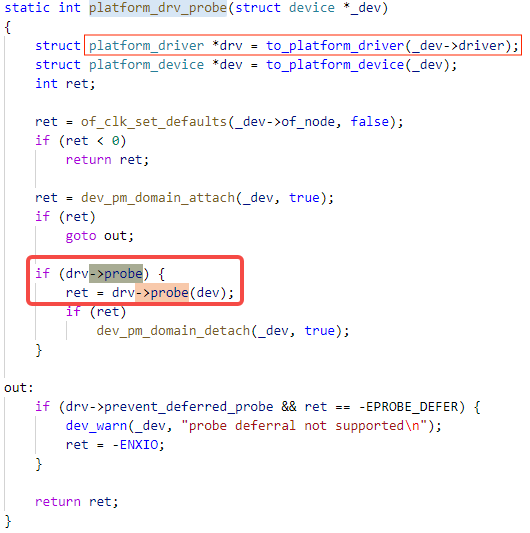 static int platform_drv_probe(struct device *_dev)
{
    struct platform_driver *drv = to_platform_driver(_dev->driver);
    struct platform_device *dev = to_platform_device(_dev);
    int ret;

    ret = of_clk_set_defaults(_dev->of_node, false);
    if (ret < 0)
        return ret;

    ret = dev_pm_domain_attach(_dev, true);
    if (ret)
        goto out;

    if (drv->probe) {
        ret = drv->probe(dev);
        if (ret)
            dev_pm_domain_detach(_dev, true);
    }

out:
    if (drv->prevent_deferred_probe && ret == -EPROBE_DEFER) {
        dev_warn(_dev, "probe deferral not supported\n");
        ret = -ENXIO;
    }

    return ret;
}